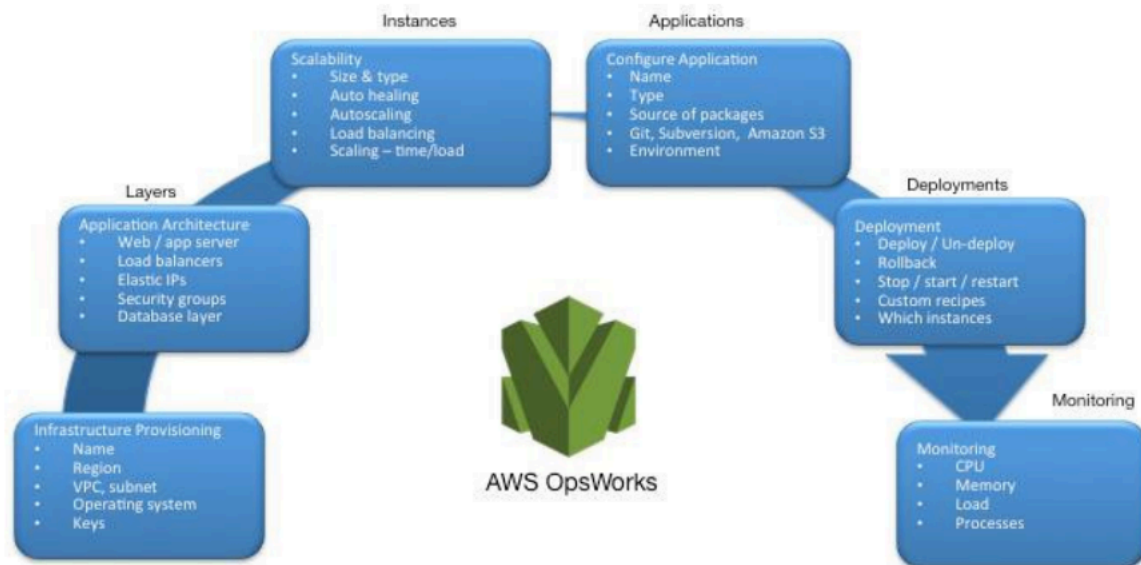 Instances
Scalability
• Size & type
• Auto healing
• Autoscaling
• Load balancing
• Scaling – time/load
Applications
Configure Application
• Name
• Type
• Source of packages
• Git, Subversion, Amazon S3
• Environment
Layers
Application Architecture
• Web / app server
• Load balancers
• Elastic IPs
• Security groups
• Database layer
Deployments
Deployment
• Deploy / Un-deploy
• Rollback
• Stop / start / restart
• Custom recipes
• Which instances
Infrastructure Provisioning
• Name
• Region
• VPC, subnet
• Operating system
• Keys
AWS OpsWorks
Monitoring
Monitoring
• CPU
• Memory
• Load
• Processes